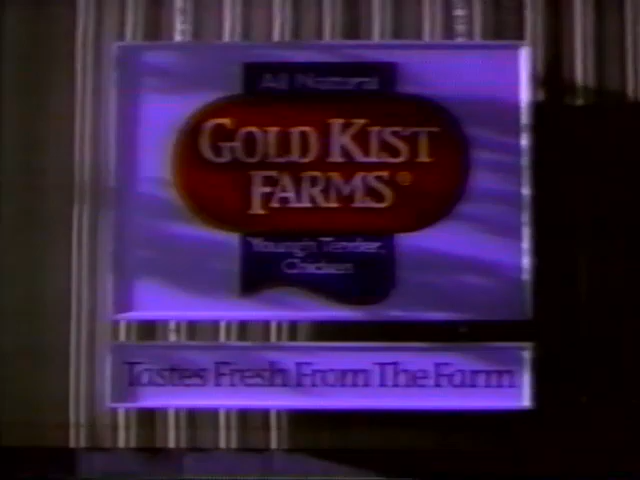 All Natural
GOLD KIST
FARMS®
Young, Tender,
Chicken
Tastes Fresh From The Farm